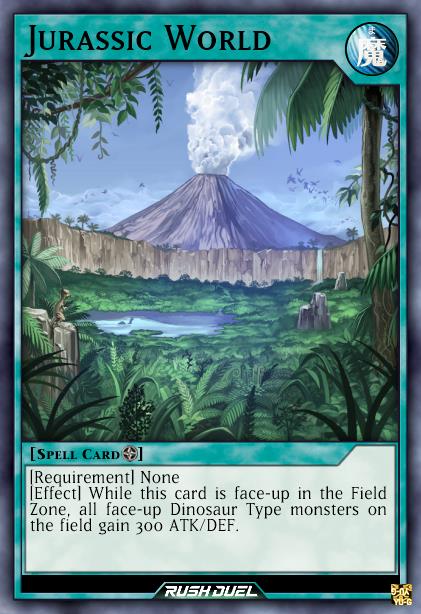 Jurassic World
ま
魔
[Spell Card]
[Requirement] None
[Effect] While this card is face-up in the Field
Zone, all face-up Dinosaur Type monsters on
the field gain 300 ATK/DEF.
RUSH DUEL